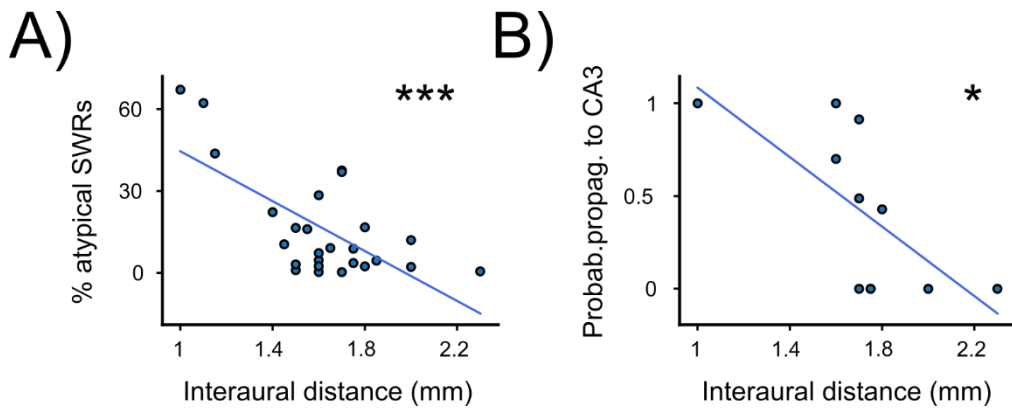 A)
% atypical SWRs
60
30
0
***
1
1.4
1.8
2.2
Interaural distance (mm)
B)
Probab.propag. to CA3
1
0.5
0
*
1
1.4
1.8
2.2
Interaural distance (mm)